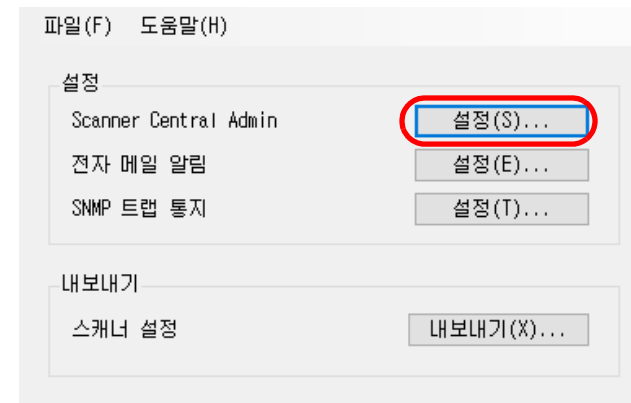 파일(F) 도움말(H)
설정
Scanner Central Admin 설정(S)...
전자 메일 알림 설정(E)...
SNMP 트랩 통지 설정(T)...
내보내기
스캐너 설정 내보내기(X)...